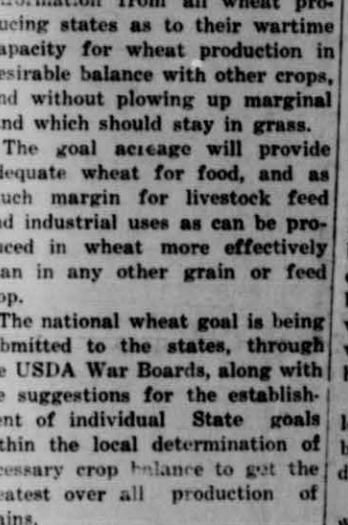 from all wheat pro-
ucing states as to their wartime
apacity for wheat production in
esirable balance with other crops,
nd without plowing up marginal
nd which should stay in grass.
The goal acreage will provide
dequate wheat for food, and as
uch margin for livestock feed
nd industrial uses as can be pro-
uced in wheat more effectively
an in any other grain or feed
op.
The national wheat goal is being
bmitted to the states, through
e USDA War Boards, along with
e suggestions for the establish-
ent of individual State goals
thin the local determination of
cessary crop balance to get the
eatest over all production of
ains.